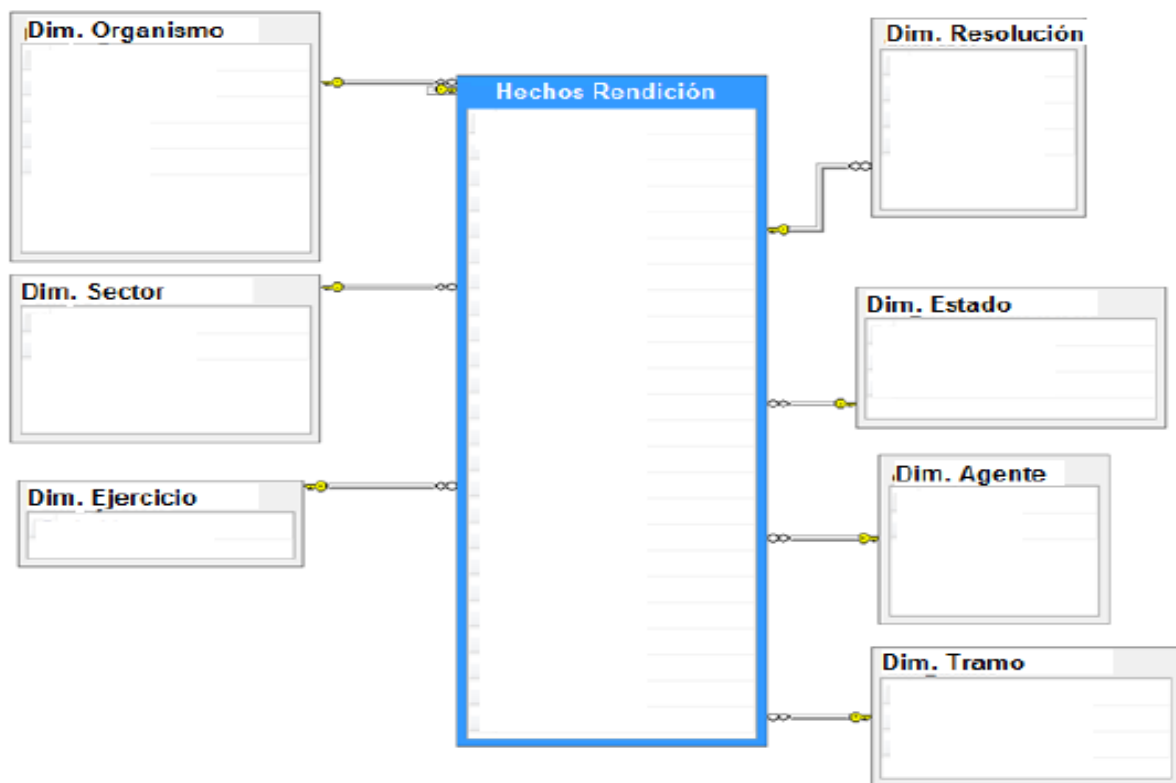 Dim. Organismo
Dim. Sector
Dim. Ejercicio
Hechos Rendición
Dim. Resolución
Dim. Estado
Dim. Agente
Dim. Tramo